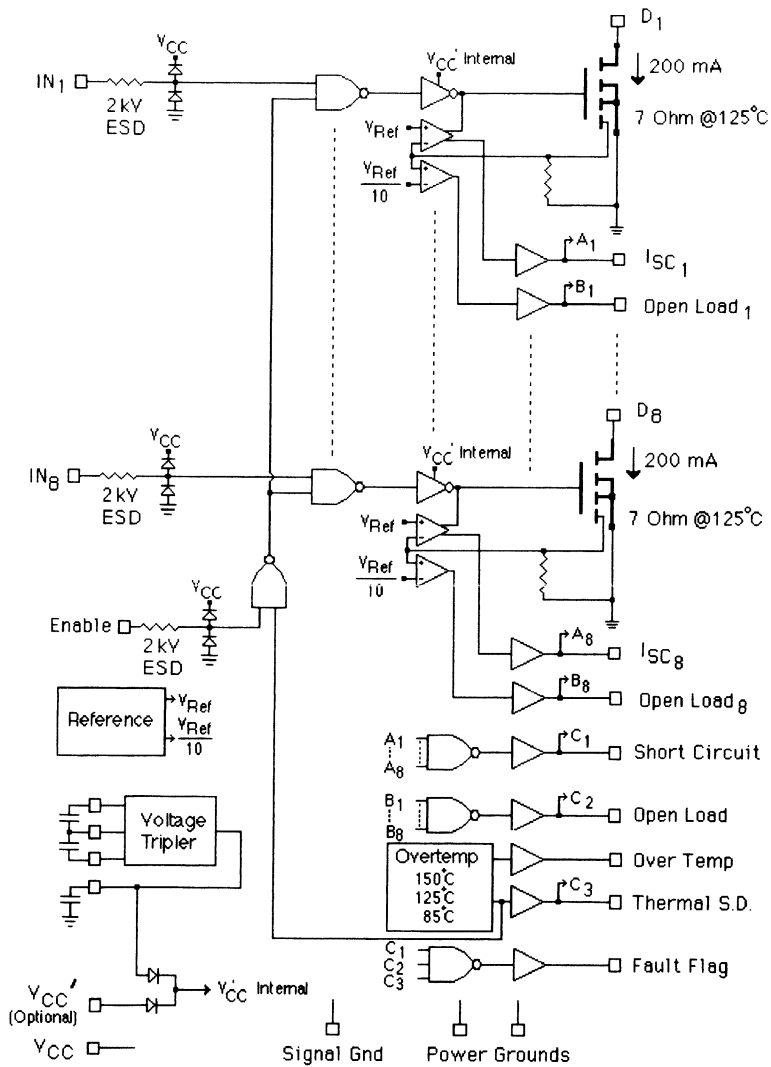 D1
VCC
VCC' Internal
IN1
200 mA
2 kV
ESD
7 Ohm @125°C
VRef
+
-
VRef
10
+
-
A1
ISC1
B1
Open Load1
D8
VCC
VCC' Internal
IN8
200 mA
2 kV
ESD
7 Ohm @125°C
VRef
+
-
VRef
10
+
-
VCC
Enable
2 kV
ESD
A8
ISC8
B8
Open Load8
Reference
VRef
VRef
10
A1
A8
C1
Short Circuit
Voltage
Tripler
B1
B8
C2
Open Load
Overtemp
150°C
125°C
85°C
Over Temp
C3
Thermal S.D.
C1
C2
C3
Fault Flag
VCC' Internal
VCC'
(Optional)
VCC
Signal Gnd
Power Grounds